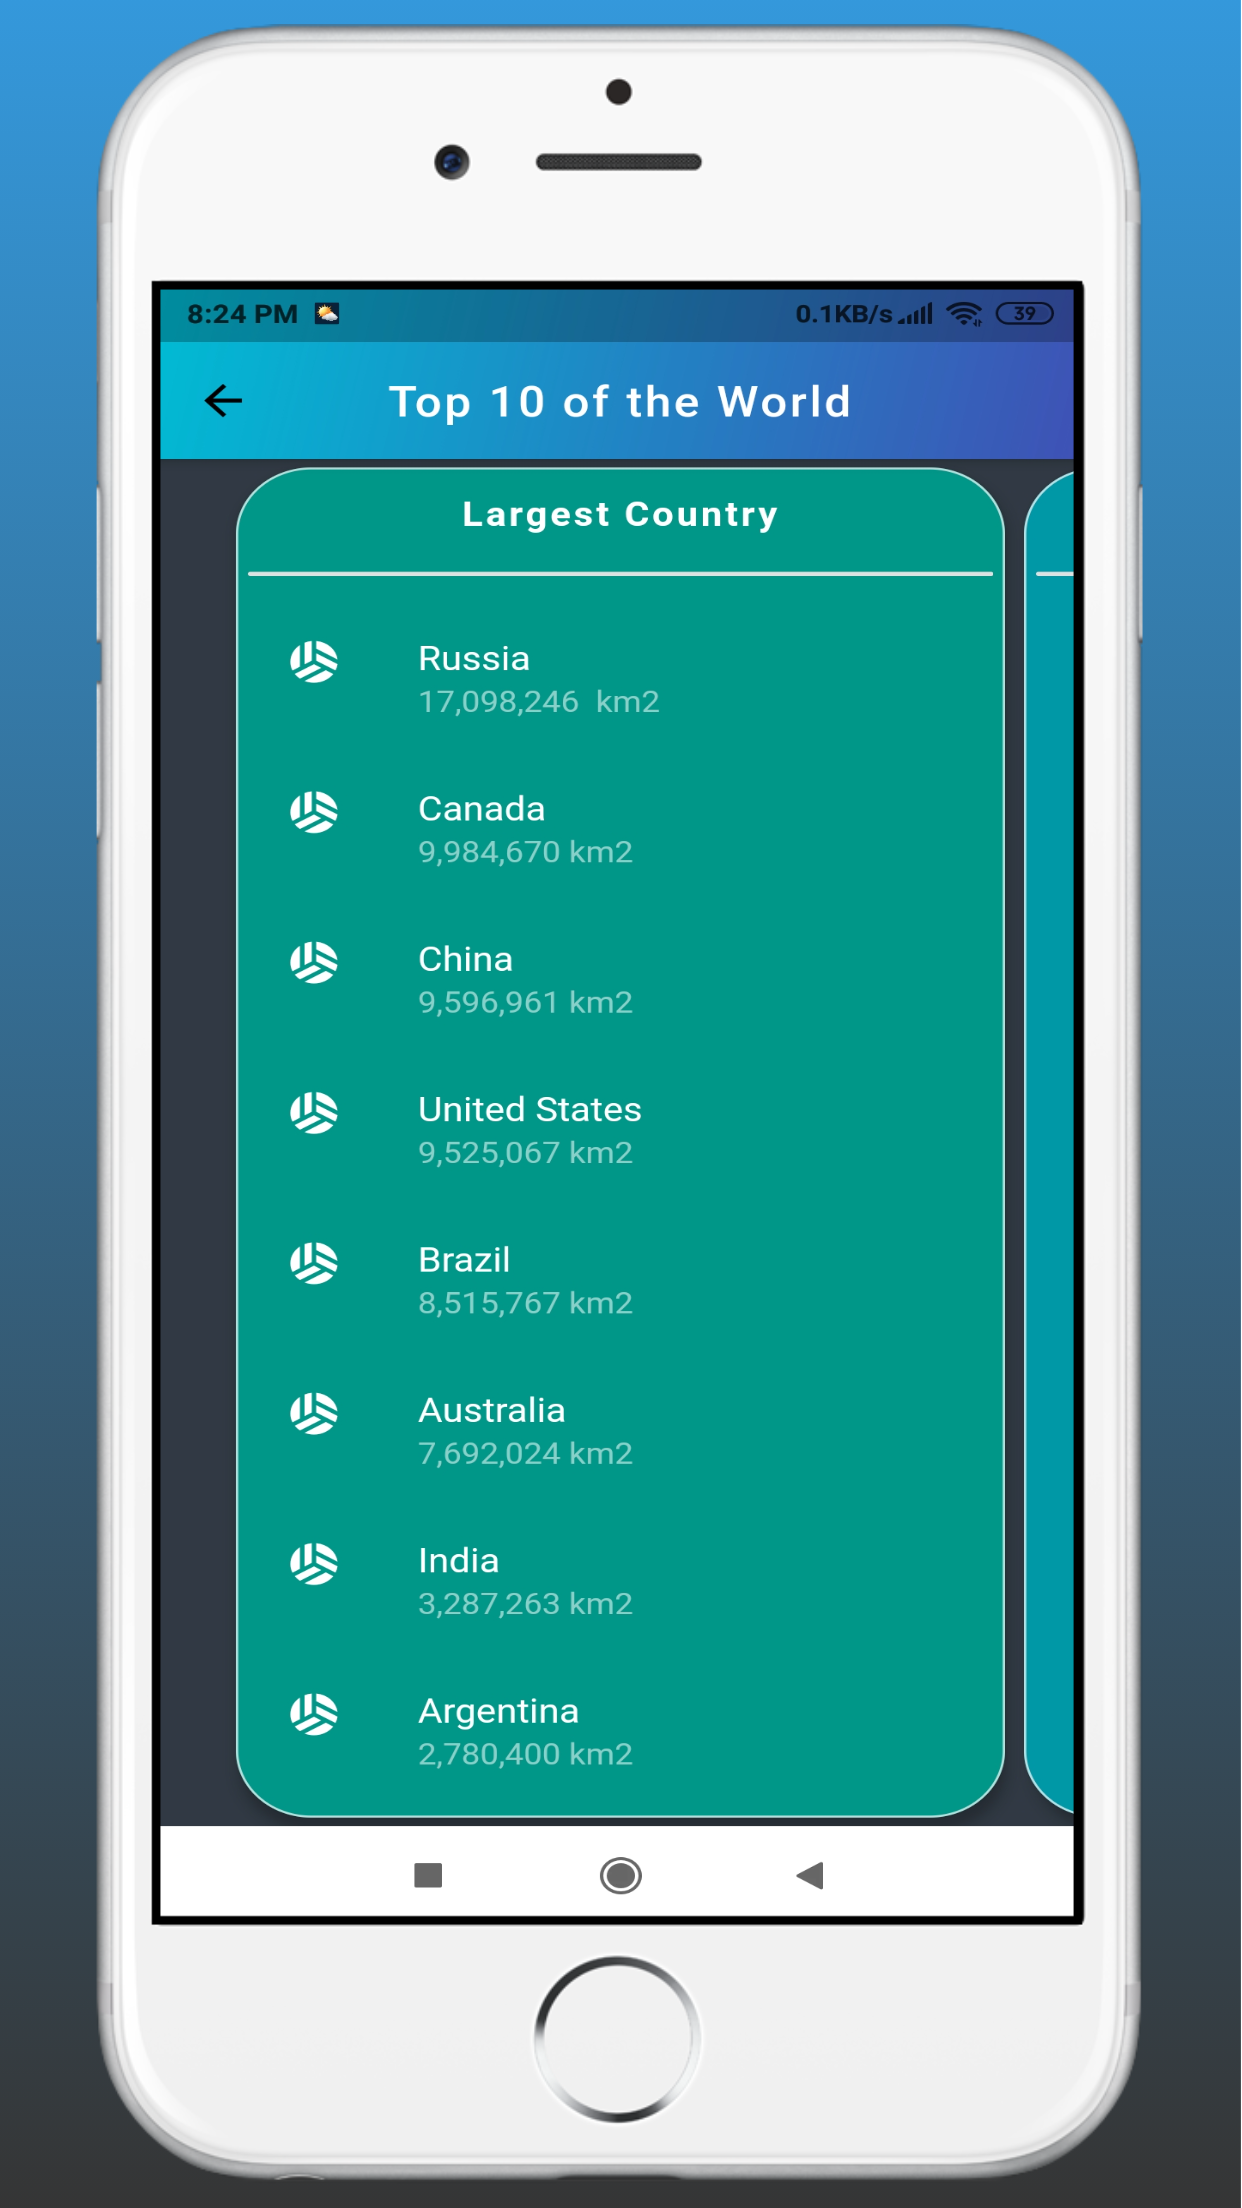 8:24 PM 0.1KB/s 39
Top 10 of the World
Largest Country
Russia
17,098,246  km2
Canada
9,984,670 km2
China
9,596,961 km2
United States
9,525,067 km2
Brazil
8,515,767 km2
Australia
7,692,024 km2
India
3,287,263 km2
Argentina
2,780,400 km2